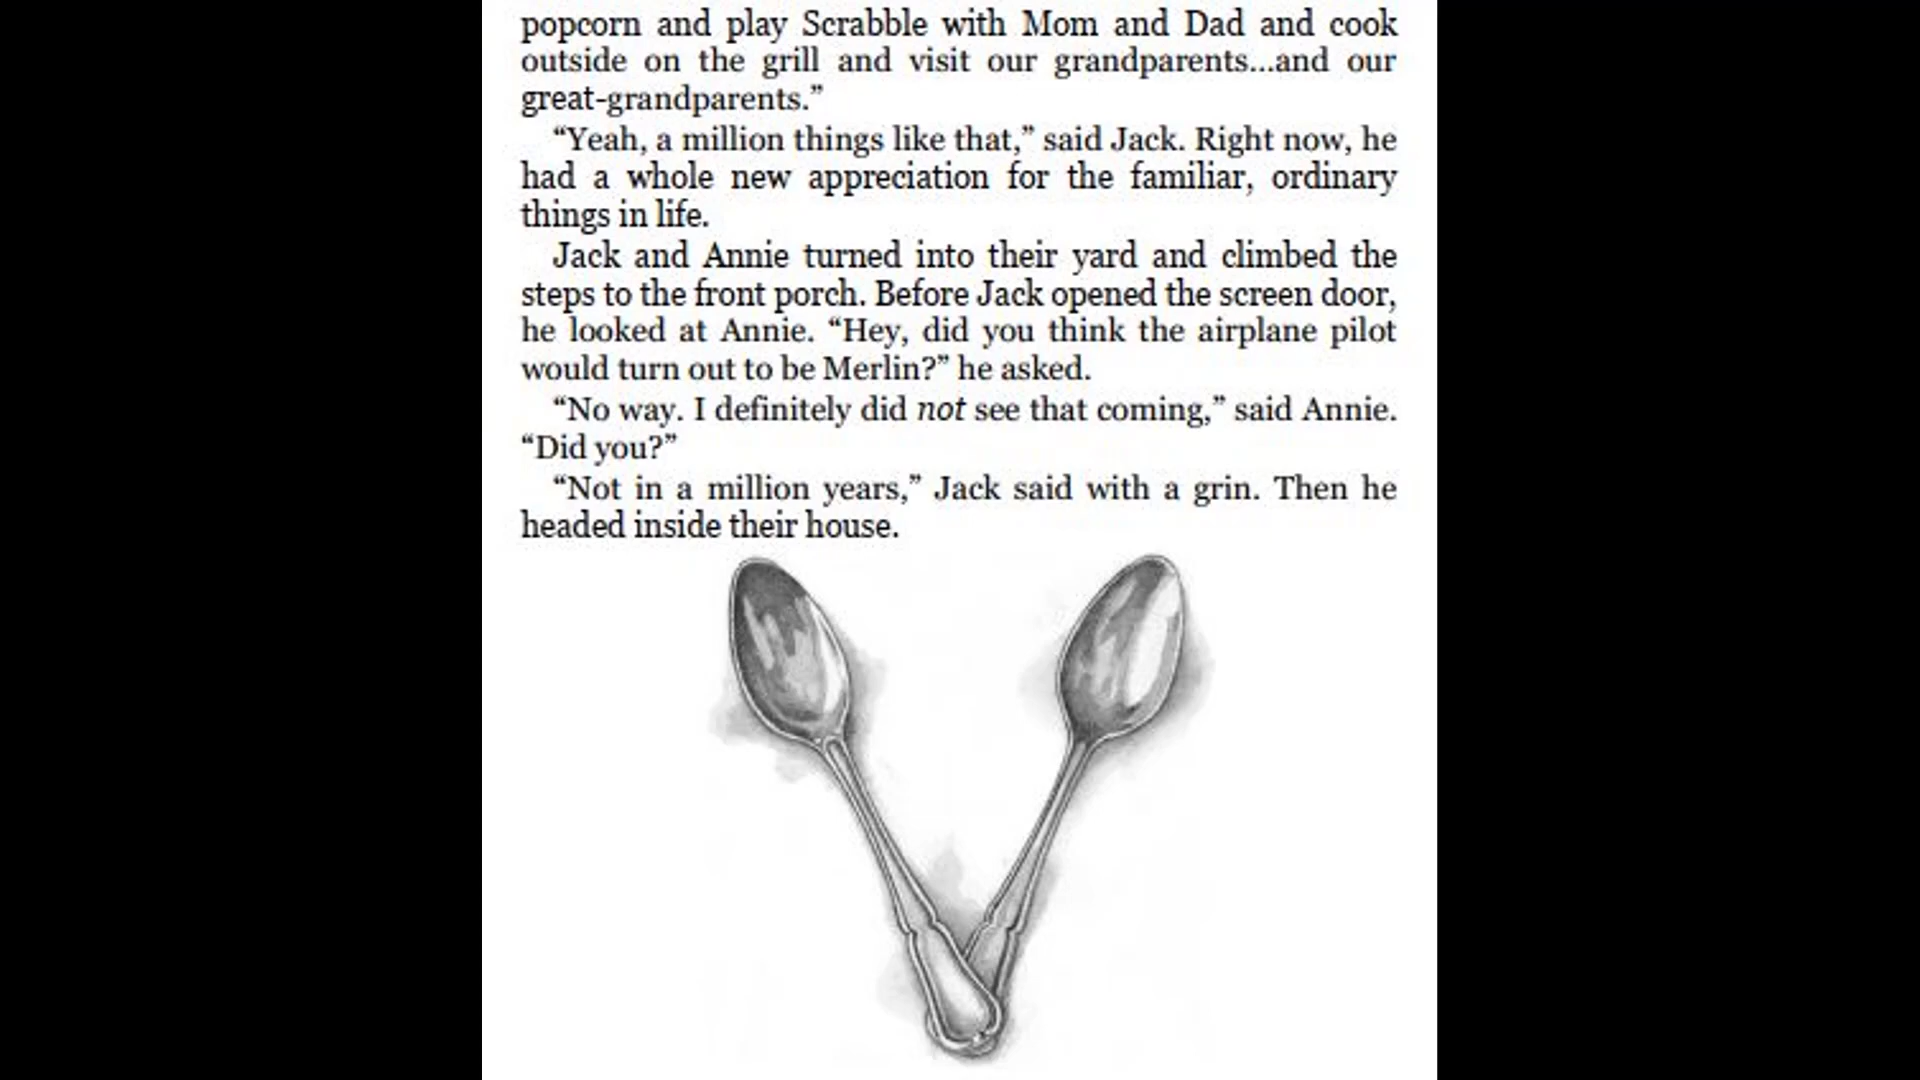 popcorn and play Scrabble with Mom and Dad and cook
outside on the grill and visit our grandparents...and our
great-grandparents.”
“Yeah, a million things like that,” said Jack. Right now, he
had a whole new appreciation for the familiar, ordinary
things in life.
Jack and Annie turned into their yard and climbed the
steps to the front porch. Before Jack opened the screen door,
he looked at Annie. “Hey, did you think the airplane pilot
would turn out to be Merlin?” he asked.
“No way. I definitely did not see that coming,” said Annie.
“Did you?”
“Not in a million years,” Jack said with a grin. Then he
headed inside their house.